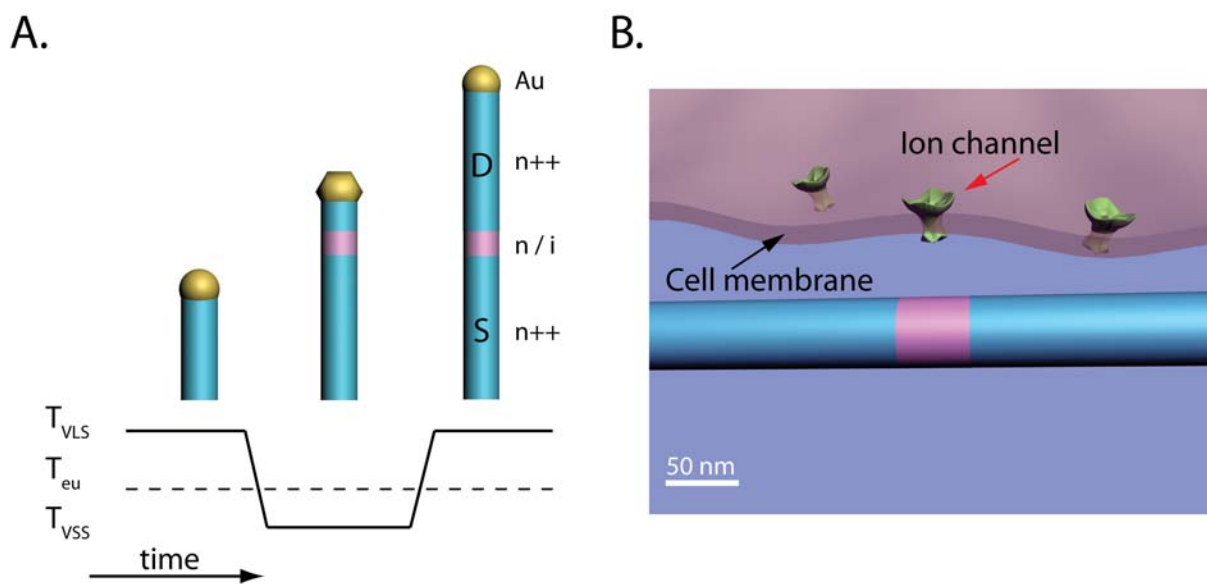 A.
Au
D
n++
n / i
S
n++
T_VLS
T_eu
T_VSS
time
B.
Ion channel
Cell membrane
50 nm